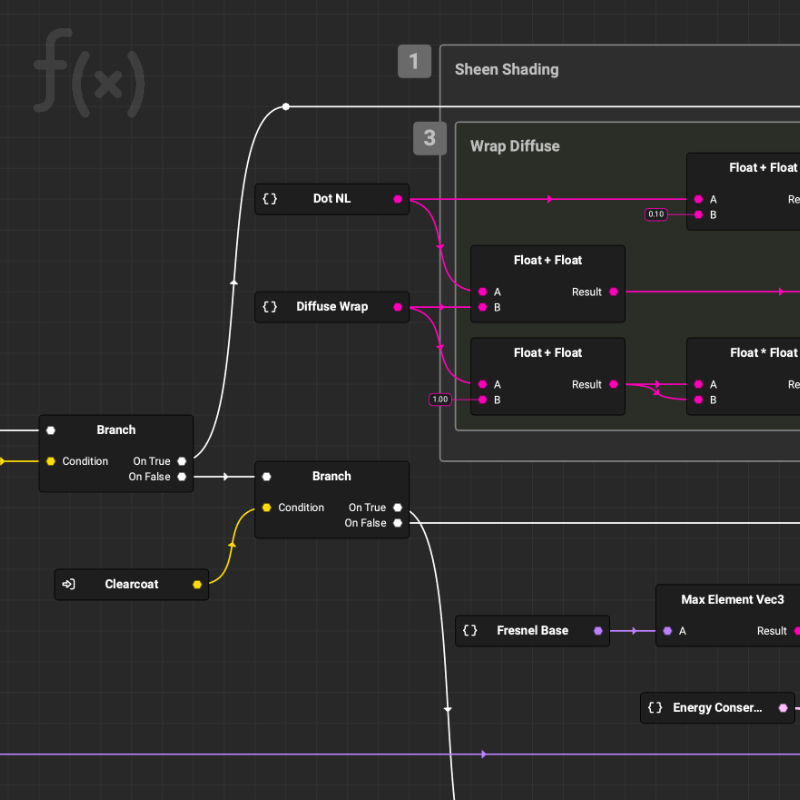 f(x)
1
Sheen Shading
3
Wrap Diffuse
Float + Float
Dot NL
A
Re
0.10
B
Float + Float
A
Result
Diffuse Wrap
B
Float + Float
Float * Float
A
Result
A
Re
1.00
B
B
Branch
Condition
On True
On False
Branch
Condition
On True
On False
Clearcoat
Max Element Vec3
Fresnel Base
A
Result
Energy Conser...